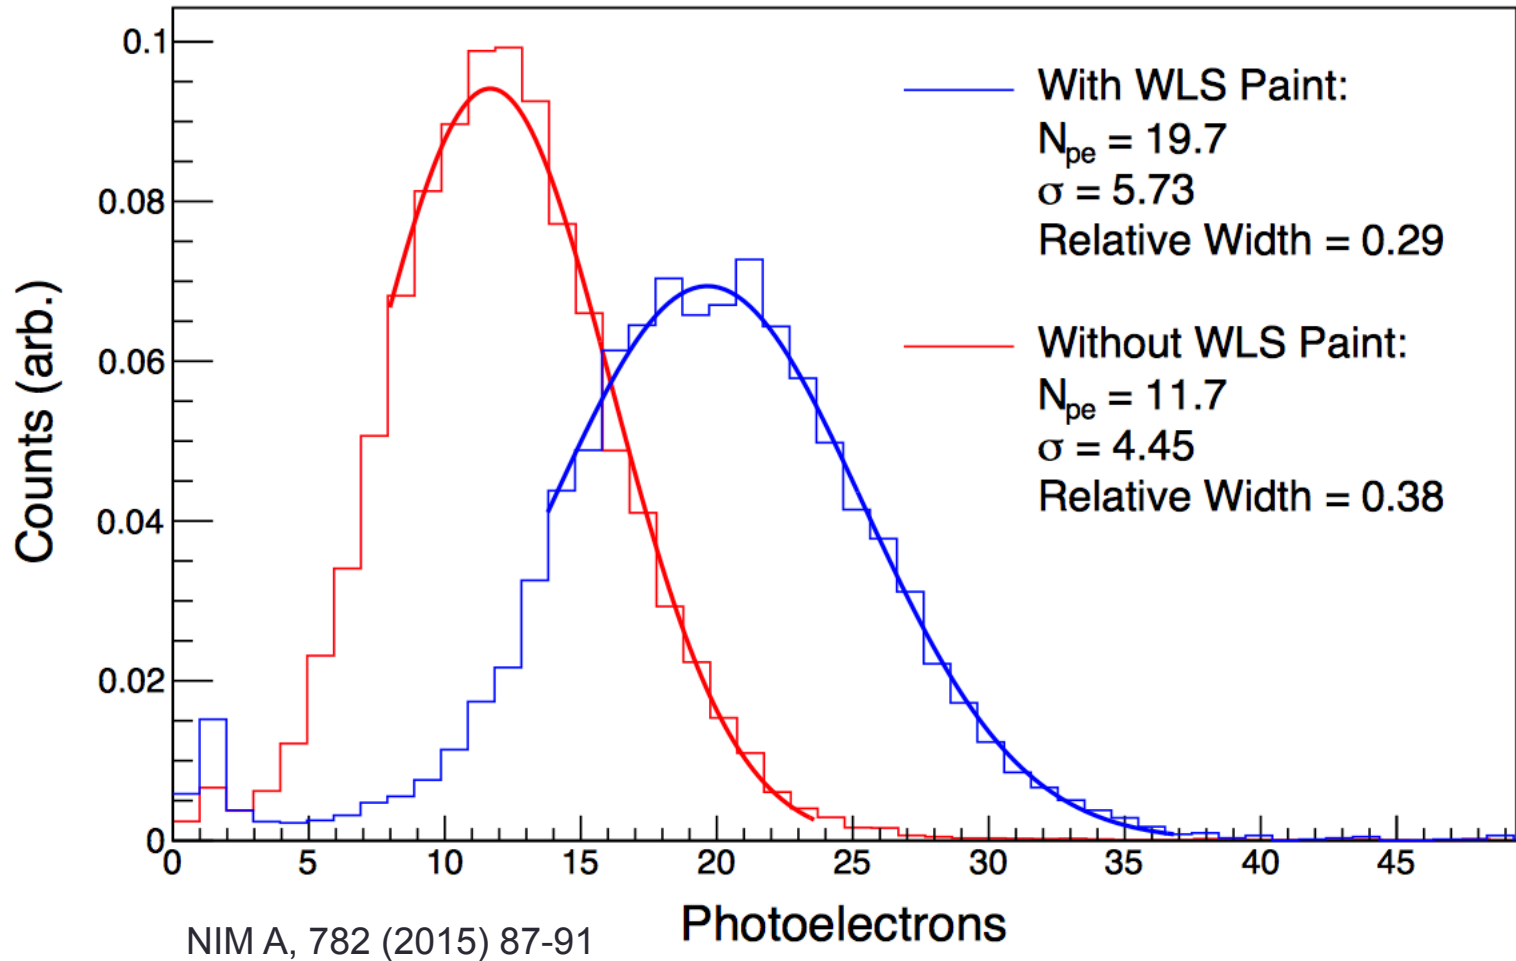 0.1
0.08
0.06
0.04
0.02
0
Counts (arb.)
With WLS Paint:
Npe = 19.7
σ = 5.73
Relative Width = 0.29
Without WLS Paint:
Npe = 11.7
σ = 4.45
Relative Width = 0.38
0 5 10 15 20 25 30 35 40 45
Photoelectrons
NIM A, 782 (2015) 87-91